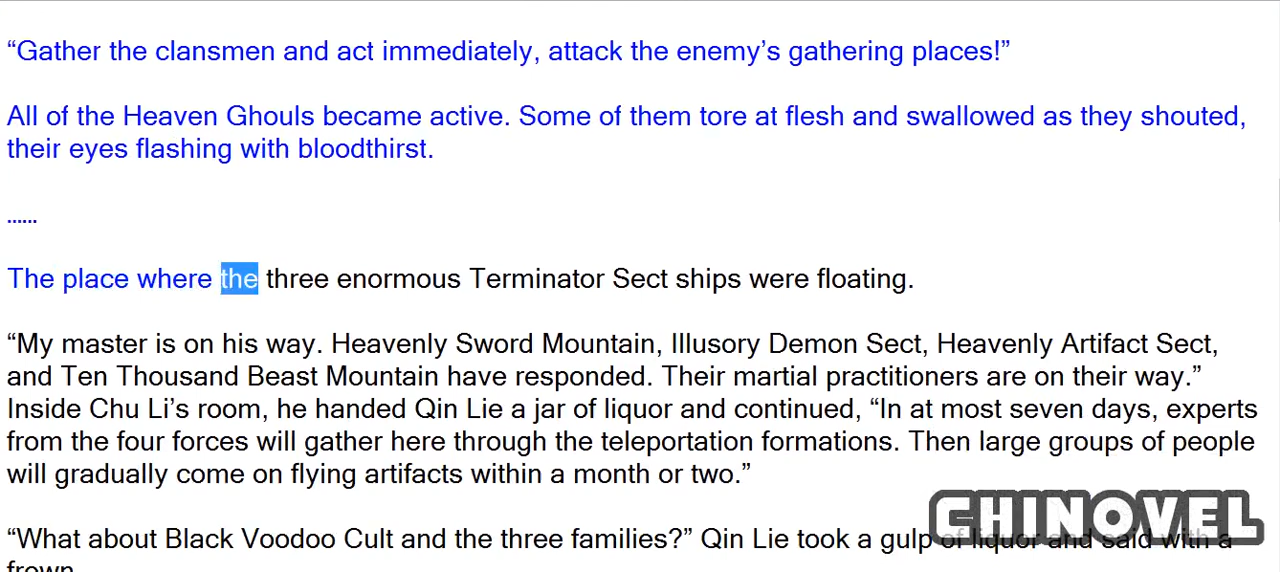 “Gather the clansmen and act immediately, attack the enemy’s gathering places!”
All of the Heaven Ghouls became active. Some of them tore at flesh and swallowed as they shouted,
their eyes flashing with bloodthirst.
......
The place where the three enormous Terminator Sect ships were floating.
“My master is on his way. Heavenly Sword Mountain, Illusory Demon Sect, Heavenly Artifact Sect,
and Ten Thousand Beast Mountain have responded. Their martial practitioners are on their way.”
Inside Chu Li’s room, he handed Qin Lie a jar of liquor and continued, “In at most seven days, experts
from the four forces will gather here through the teleportation formations. Then large groups of people
will gradually come on flying artifacts within a month or two.”
CHINOVEL
“What about Black Voodoo Cult and the three families?” Qin Lie took a gulp of liquor and said with a
frown.